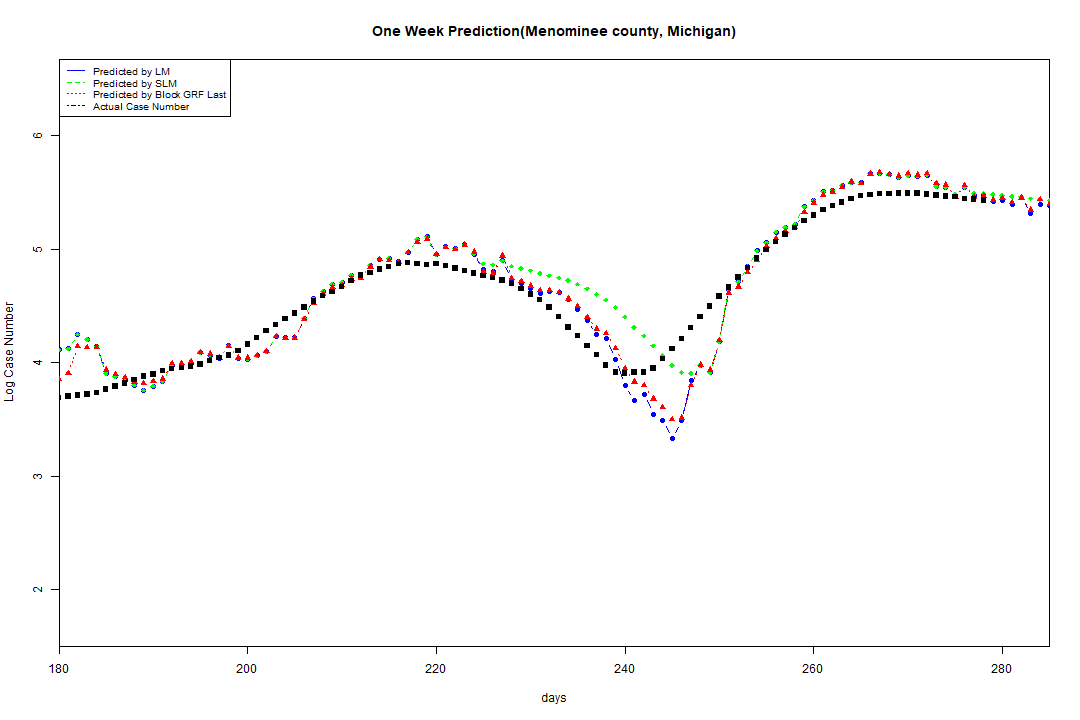 One Week Prediction(Menominee county, Michigan)
Predicted by LM
Predicted by SLM
Predicted by Block GRF Last
Actual Case Number
6
5
4
3
2
Log Case Number
180 200 220 240 260 280
days